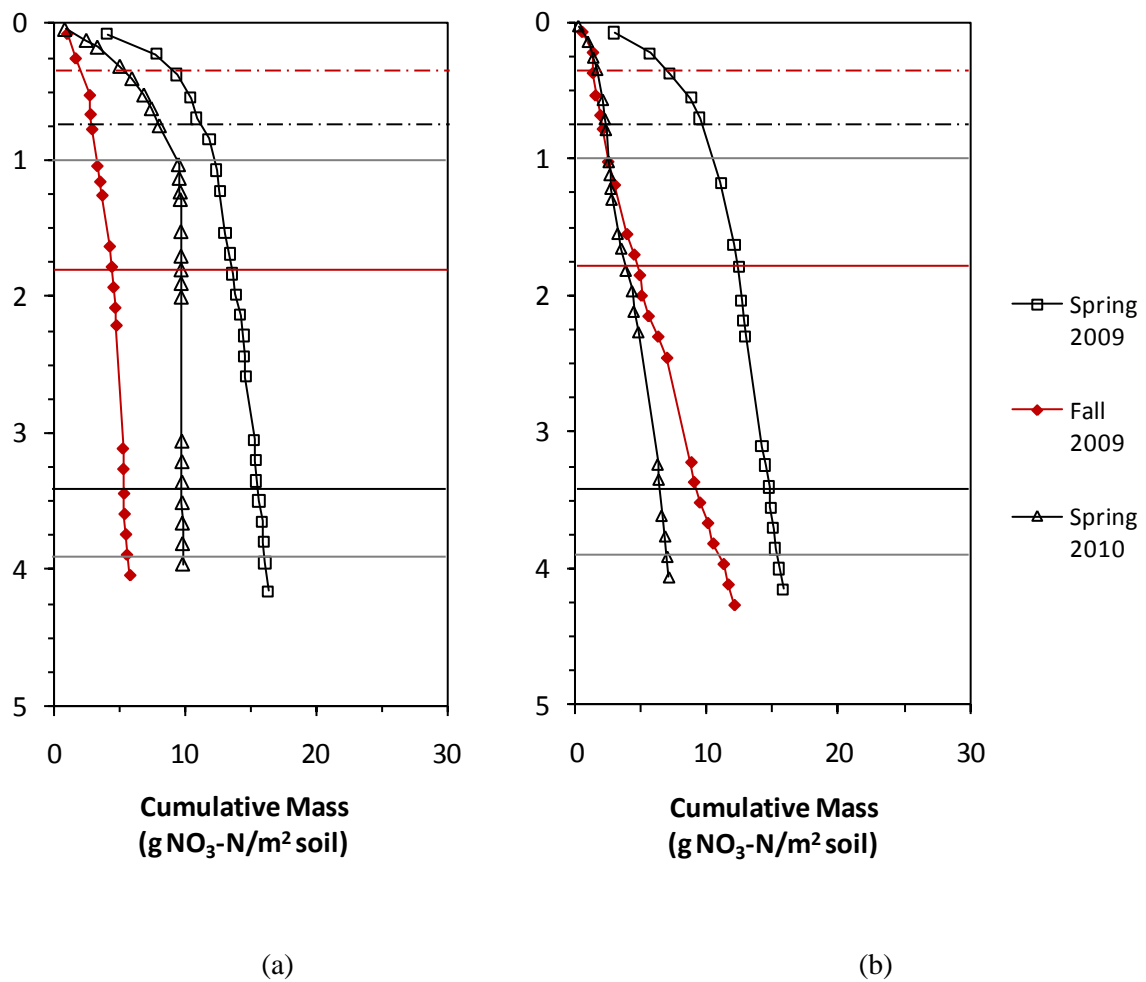 0
1
2
3
4
5
0 10 20 30
Cumulative Mass
(g NO₃-N/m² soil)
(a)
0
1
2
3
4
5
0 10 20 30
Cumulative Mass
(g NO₃-N/m² soil)
(b)
Spring
2009
Fall
2009
Spring
2010